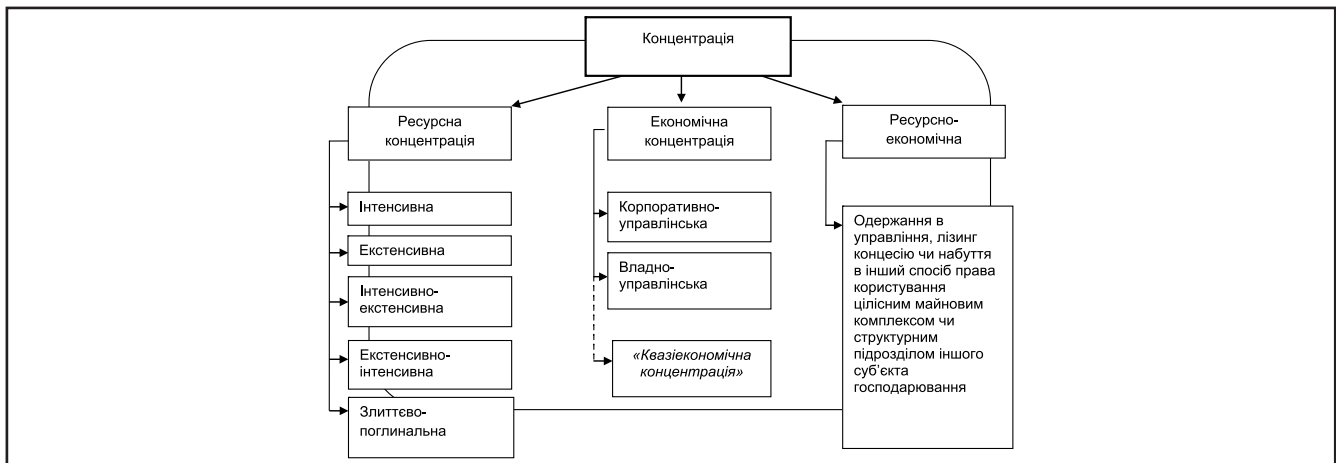 Концентрація
Ресурсна
концентрація
Інтенсивна
Екстенсивна
Інтенсивно-
екстенсивна
Екстенсивно-
інтенсивна
Злиттєво-
поглинальна
Економічна
концентрація
Корпоративно-
управлінська
Владно-
управлінська
«Квазіекономічна
концентрація»
Ресурсно-
економічна
Одержання в
управління, лізинг
концесію чи набуття
в інший спосіб права
користування
цілісним майновим
комплексом чи
структурним
підрозділом іншого
суб’єкта
господарювання